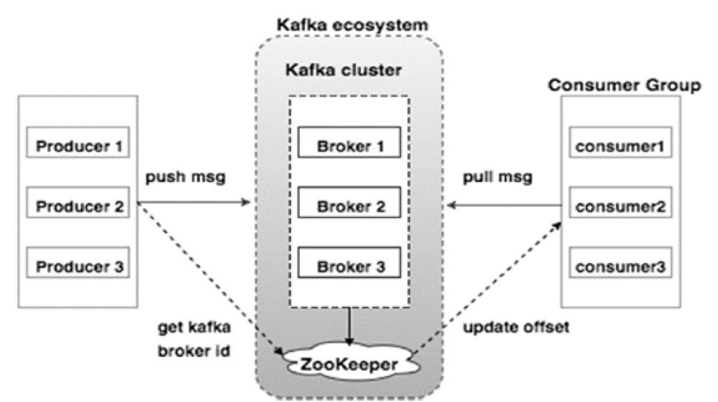 Kafka ecosystem
Kafka cluster
Consumer Group
Producer 1
Producer 2
Producer 3
push msg
Broker 1
Broker 2
Broker 3
pull msg
consumer1
consumer2
consumer3
get kafka
broker id
ZooKeeper
update offset